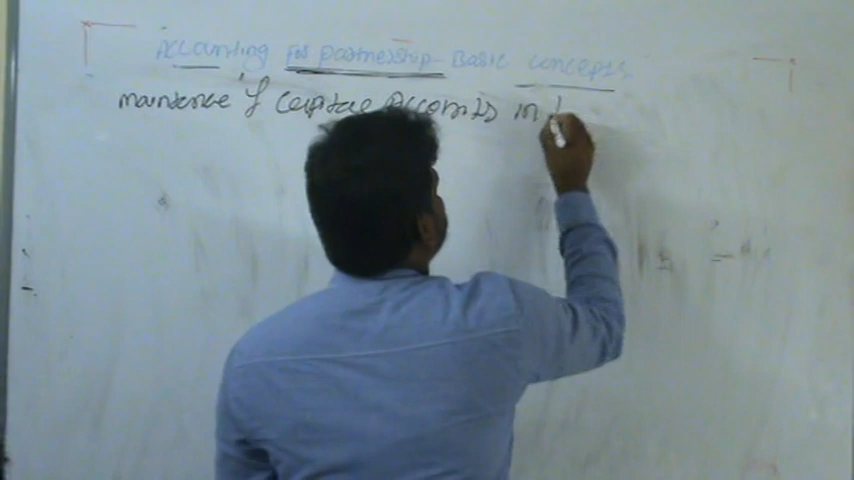 Accounting For partnership - Basic concepts
maintence of Capital Accounts in